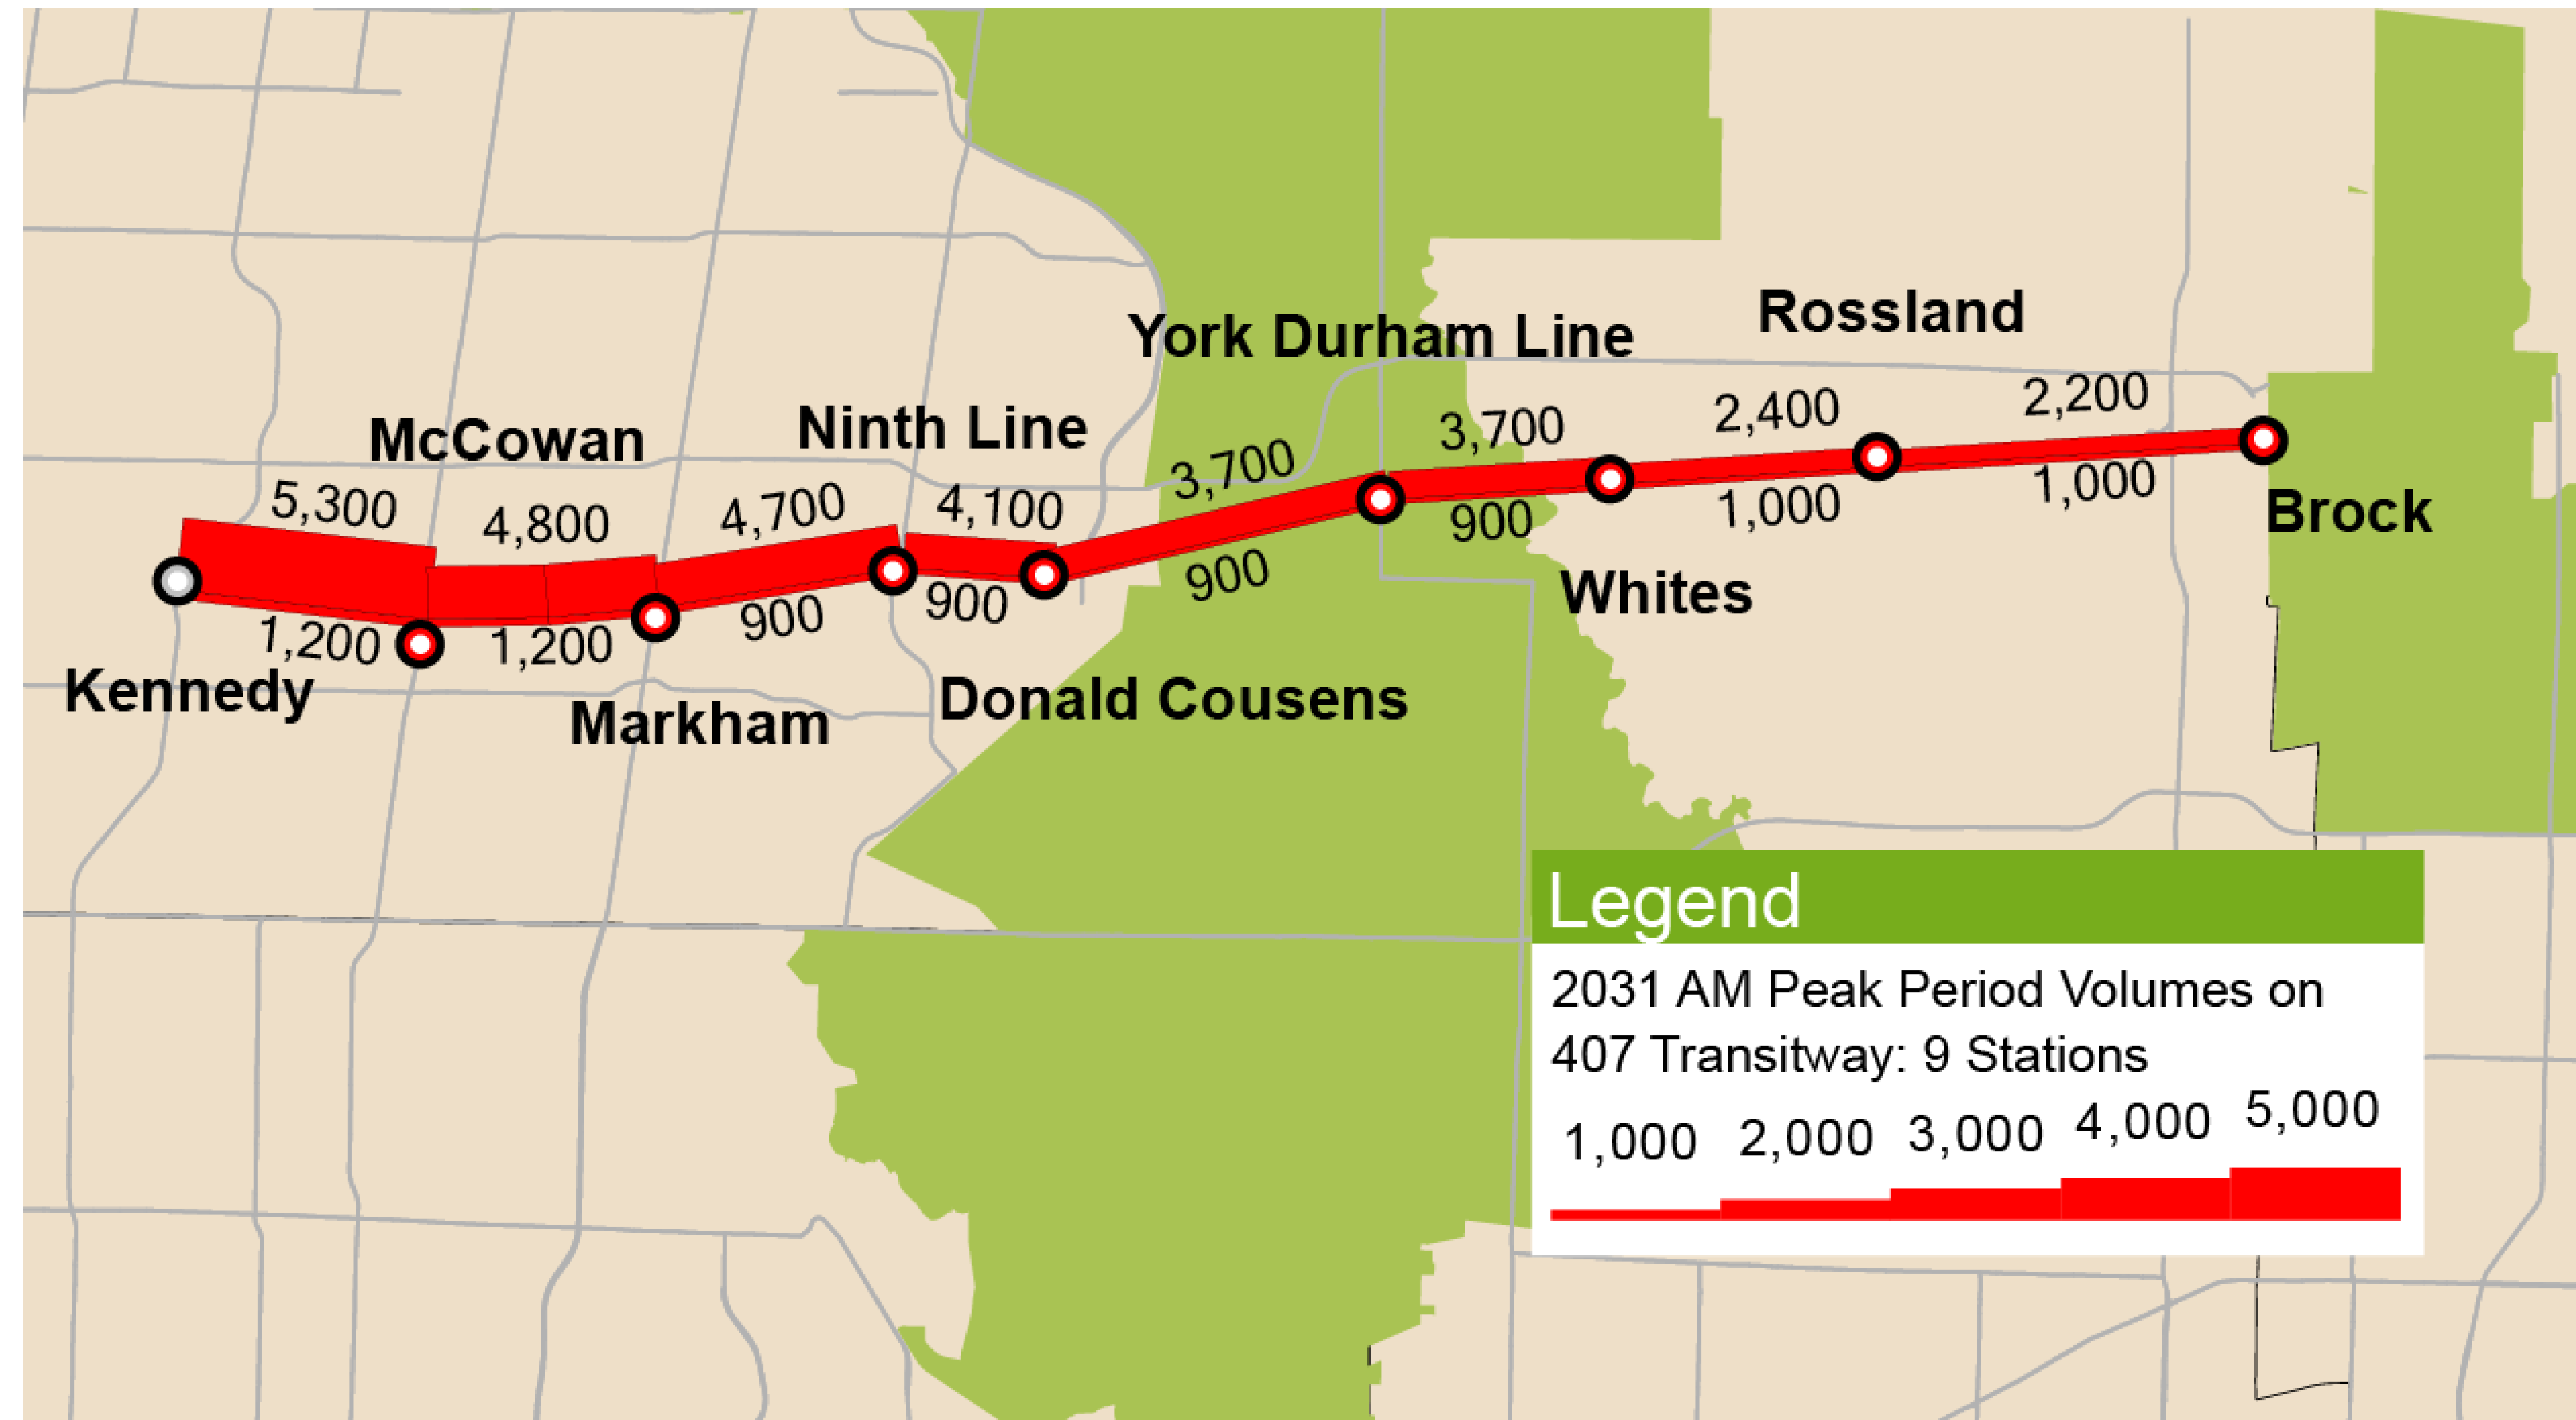 Rossland
York Durham Line
2,200
2,400
3,700
Ninth Line
McCowan
3,700
5,300
4,800
4,700
4,100
1,000
1,000
900
Brock
900
900
900
1,200
1,200
Whites
Kennedy
Donald Cousens
Markham
Legend
2031 AM Peak Period Volumes on
407 Transitway: 9 Stations
1,000 2,000 3,000 4,000 5,000